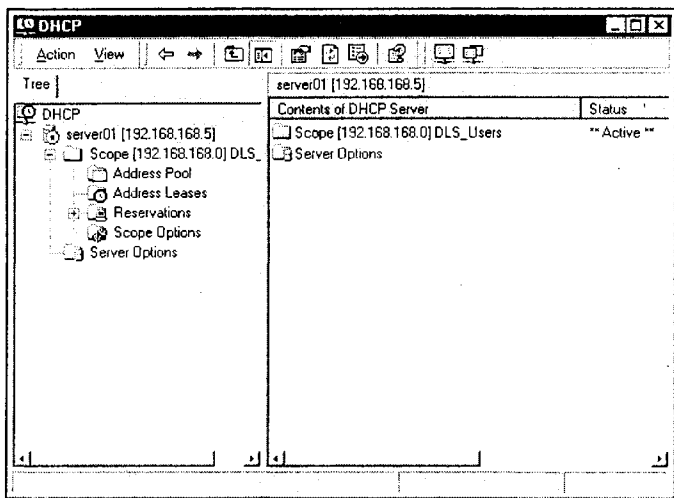 DHCP
Action View
Tree
server01 [192.168.168.5]
DHCP
server01 [192.168.168.5]
Scope [192.168.168.0] DLS_
Address Pool
Address Leases
Reservations
Scope Options
Server Options
Contents of DHCP Server Status
Scope [192.168.168.0] DLS_Users ** Active **
Server Options